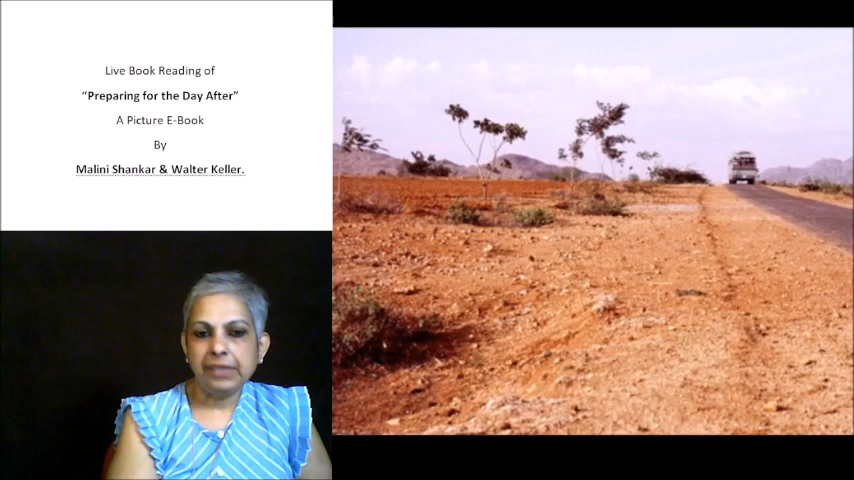 Live Book Reading of
“Preparing for the Day After”
A Picture E-Book
By
Malini Shankar & Walter Keller.